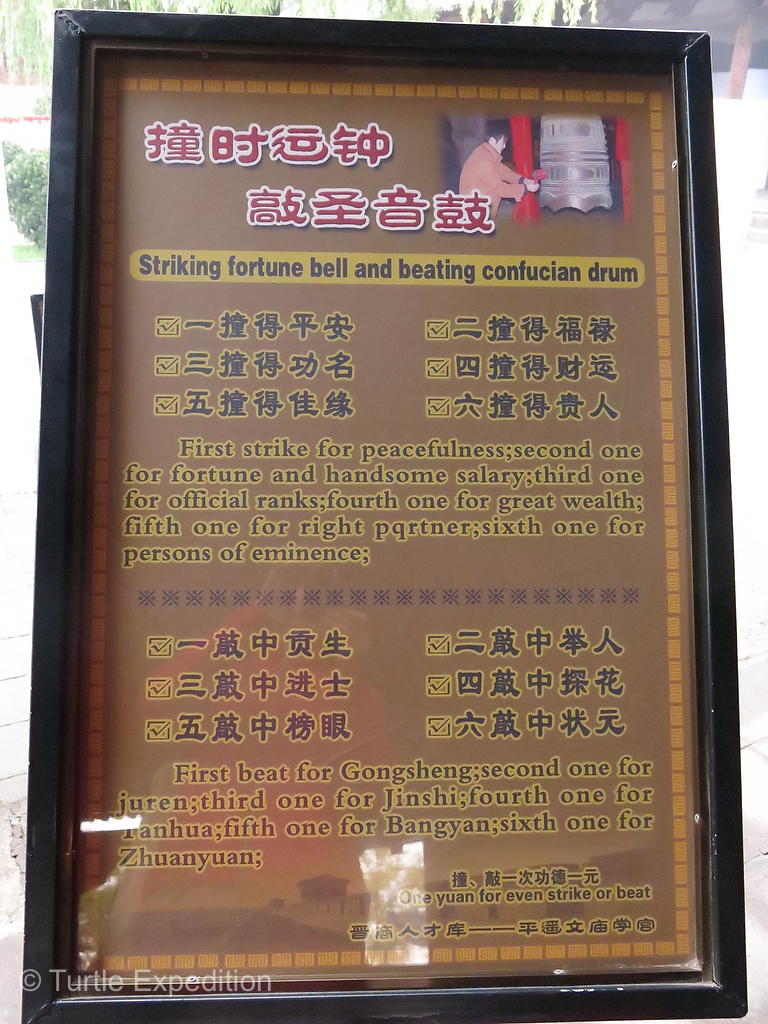 撞时运钟
敲圣音鼓
Striking fortune bell and beating confucian drum
一撞得平安 二撞得福禄
三撞得功名 四撞得财运
五撞得佳缘 六撞得贵人
First strike for peacefulness;second one
for fortune and handsome salary;third one
for official ranks;fourth one for great wealth;
fifth one for right pqrtner;sixth one for
persons of eminence;
※※※※※※※※※※※※※※※※※※※※
一敲中贡生 二敲中举人
三敲中进士 四敲中探花
五敲中榜眼 六敲中状元
First beat for Gongsheng;second one for
juren;third one for Jinshi;fourth one for
Tanhua;fifth one for Bangyan;sixth one for
Zhuanyuan;
撞、敲一次功德一元
One yuan for even strike or beat
晋商人才库——平遥文庙学宫
© Turtle Expedition